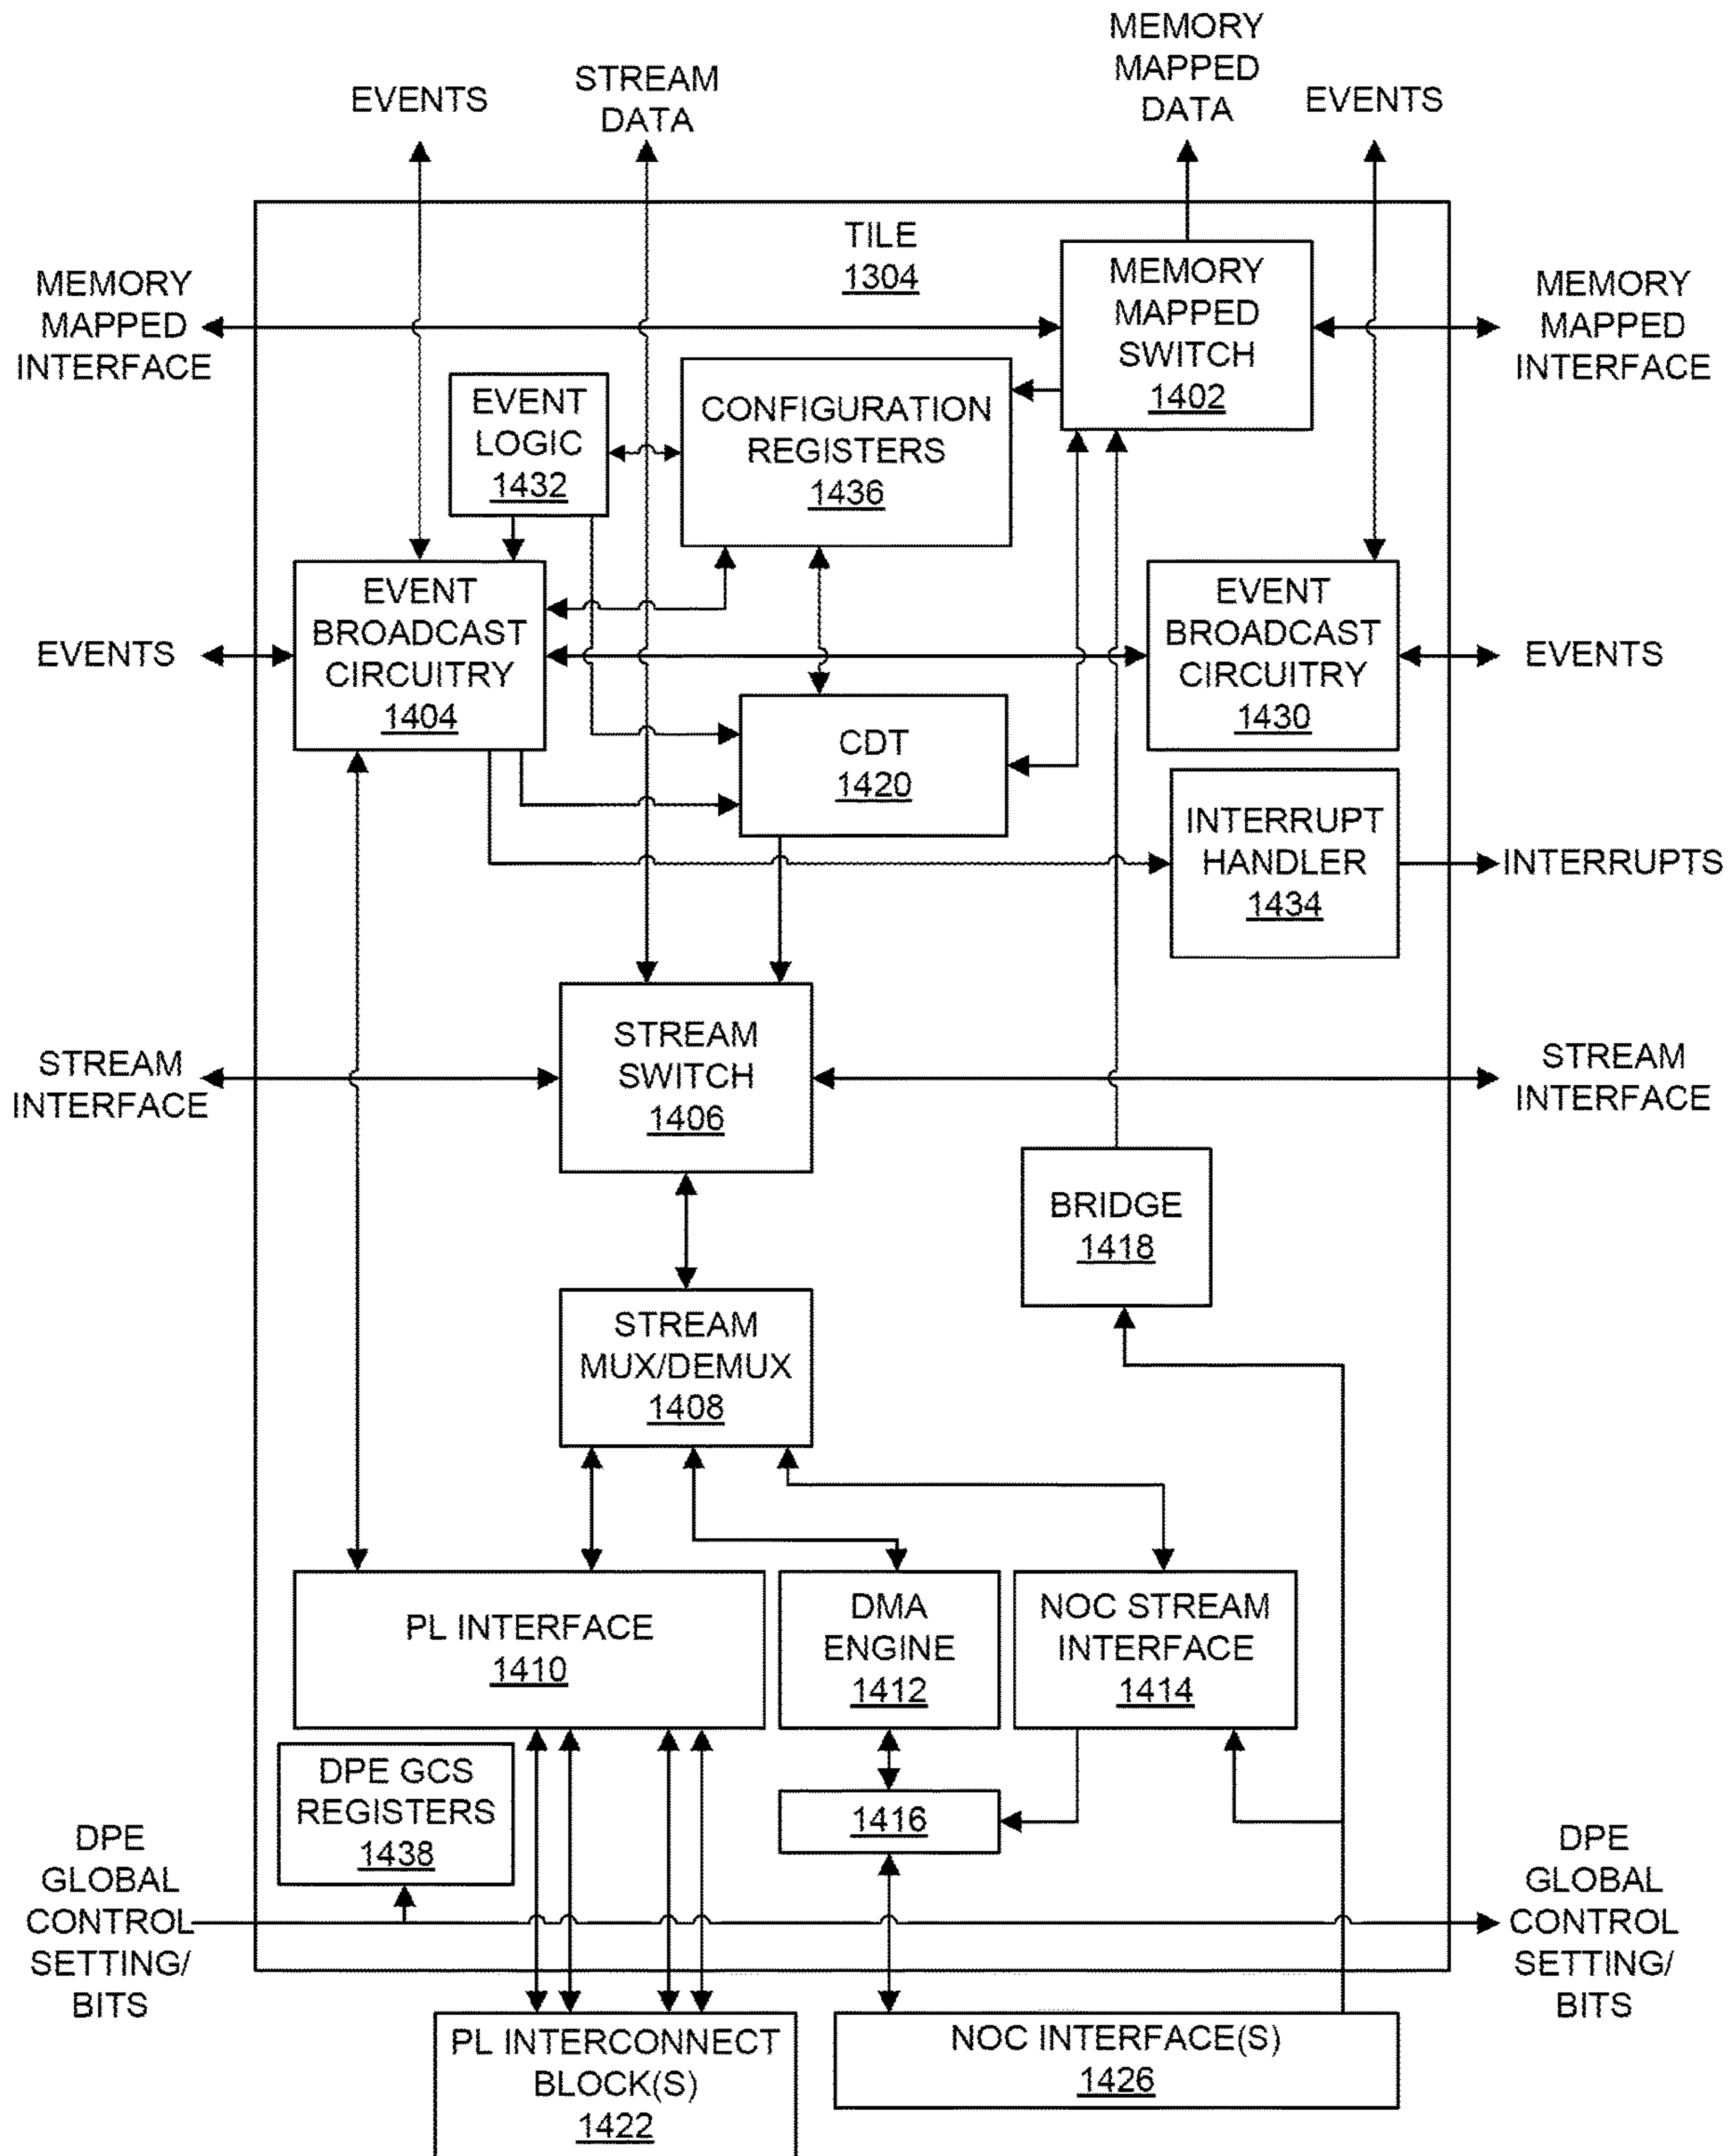 MEMORY
MAPPED
DATA
STREAM
DATA
EVENTS
EVENTS
TILE
1304
MEMORY
MAPPED
SWITCH
1402
MEMORY
MAPPED
INTERFACE
MEMORY
MAPPED
INTERFACE
EVENT
LOGIC
1432
CONFIGURATION
REGISTERS
1436
EVENTS
EVENT
BROADCAST
CIRCUITRY
1404
EVENT
BROADCAST
CIRCUITRY
1430
EVENTS
CDT
1420
INTERRUPT
HANDLER
1434
INTERRUPTS
STREAM
INTERFACE
STREAM
SWITCH
1406
STREAM
INTERFACE
BRIDGE
1418
STREAM
MUX/DEMUX
1408
PL INTERFACE
1410
DMA
ENGINE
1412
NOC STREAM
INTERFACE
1414
DPE GCS
REGISTERS
1438
1416
DPE
GLOBAL
CONTROL
SETTING/
BITS
DPE
GLOBAL
CONTROL
SETTING/
BITS
PL INTERCONNECT
BLOCK(S)
1422
NOC INTERFACE(S)
1426